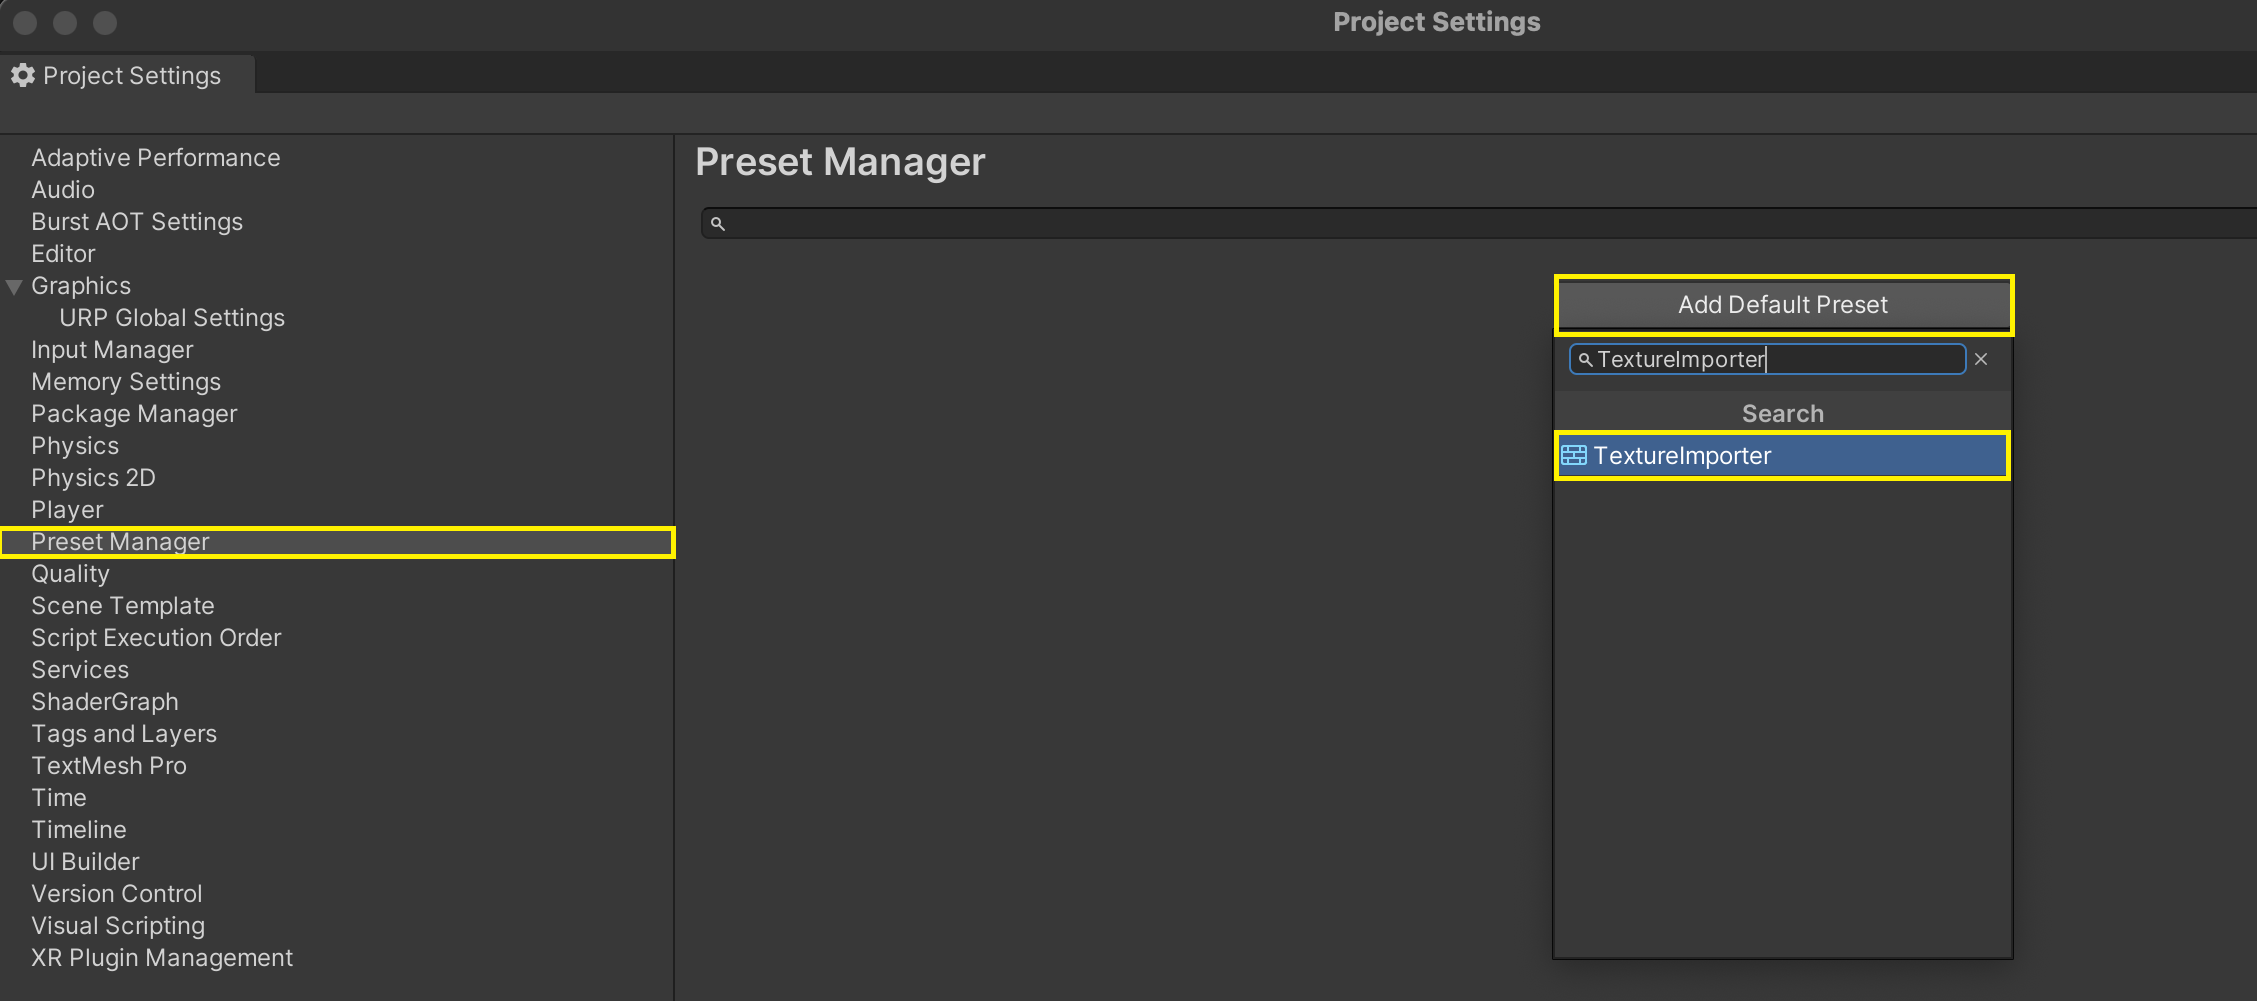 Project Settings
Project Settings
Adaptive Performance
Audio
Burst AOT Settings
Editor
Graphics
URP Global Settings
Input Manager
Memory Settings
Package Manager
Physics
Physics 2D
Player
Preset Manager
Quality
Scene Template
Script Execution Order
Services
ShaderGraph
Tags and Layers
TextMesh Pro
Time
Timeline
UI Builder
Version Control
Visual Scripting
XR Plugin Management
Preset Manager
Add Default Preset
TextureImporter
Search
TextureImporter